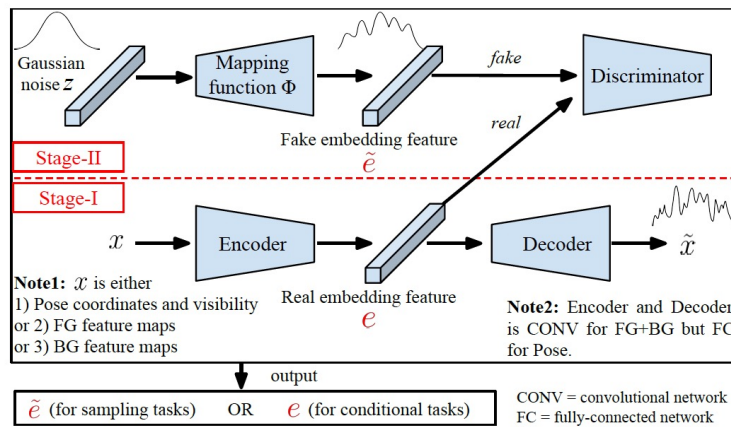 Gaussian
noise z
Mapping
function Φ
fake
Discriminator
real
Fake embedding feature
ẽ
Stage-II
Stage-I
x
Encoder
Decoder
x̃
Note1: x is either
1) Pose coordinates and visibility
or 2) FG feature maps
or 3) BG feature maps
Real embedding feature
e
Note2: Encoder and Decoder
is CONV for FG+BG but FC
for Pose.
output
ẽ (for sampling tasks) OR e (for conditional tasks)
CONV = convolutional network
FC = fully-connected network